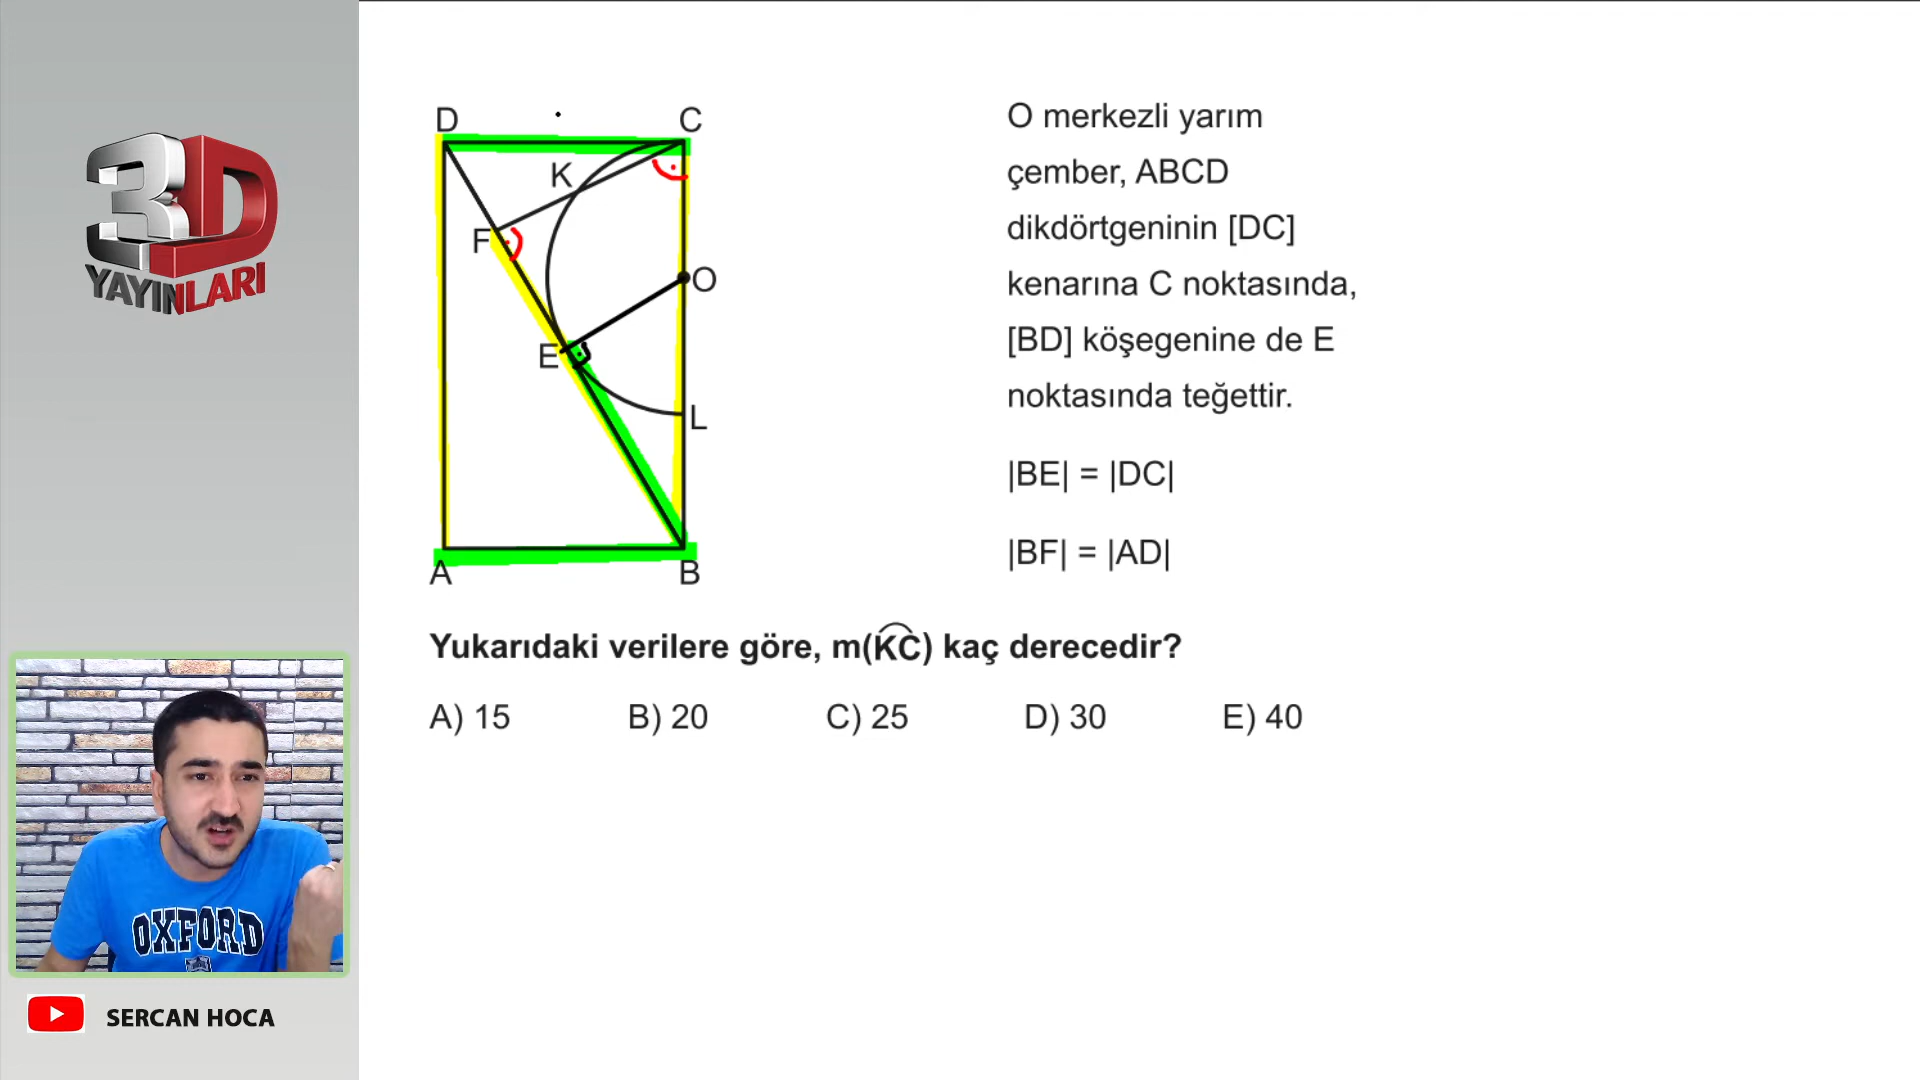 3D
YAYINLARI
D
C
K
F
O
E
L
A
B
O merkezli yarım
çember, ABCD
dikdörtgeninin [DC]
kenarına C noktasında,
[BD] köşegenine de E
noktasında teğettir.
|BE| = |DC|
|BF| = |AD|
Yukarıdaki verilere göre, m(KC) kaç derecedir?
A) 15 B) 20 C) 25 D) 30 E) 40
OXFORD
SERCAN HOCA